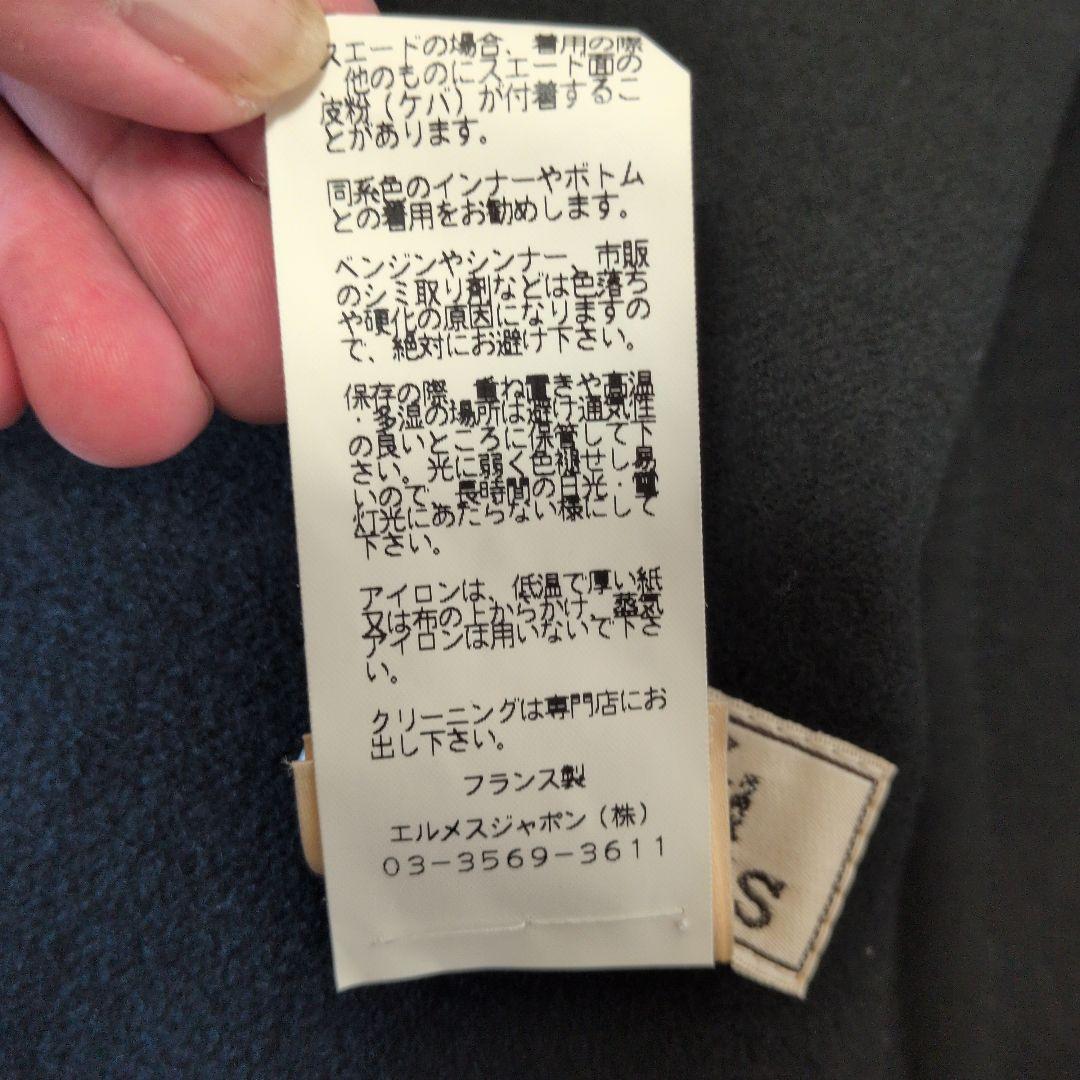 スエードの場合、着用の際
、他のものにスエード面の
皮粉（ケバ）が付着するこ
とがあります。
同系色のインナーやボトム
との着用をお勧めします。
ベンジンやシンナー、市販
のシミ取り剤などは色落ち
や硬化の原因になりますの
で、絶対にお避け下さい。
保存の際、重ね置きや高温
・多湿の場所は避け通気性
の良いところに保管して下
さい。光に弱く色褪せし易
いので、長時間の日光・電
灯光にあたらない様にして
下さい。
アイロンは、低温で厚い紙
又は布の上からかけ、蒸気
アイロンは用いないで下さ
い。
クリーニングは専門店にお
出し下さい。
フランス製
エルメスジャポン（株）
03-3569-3611
S